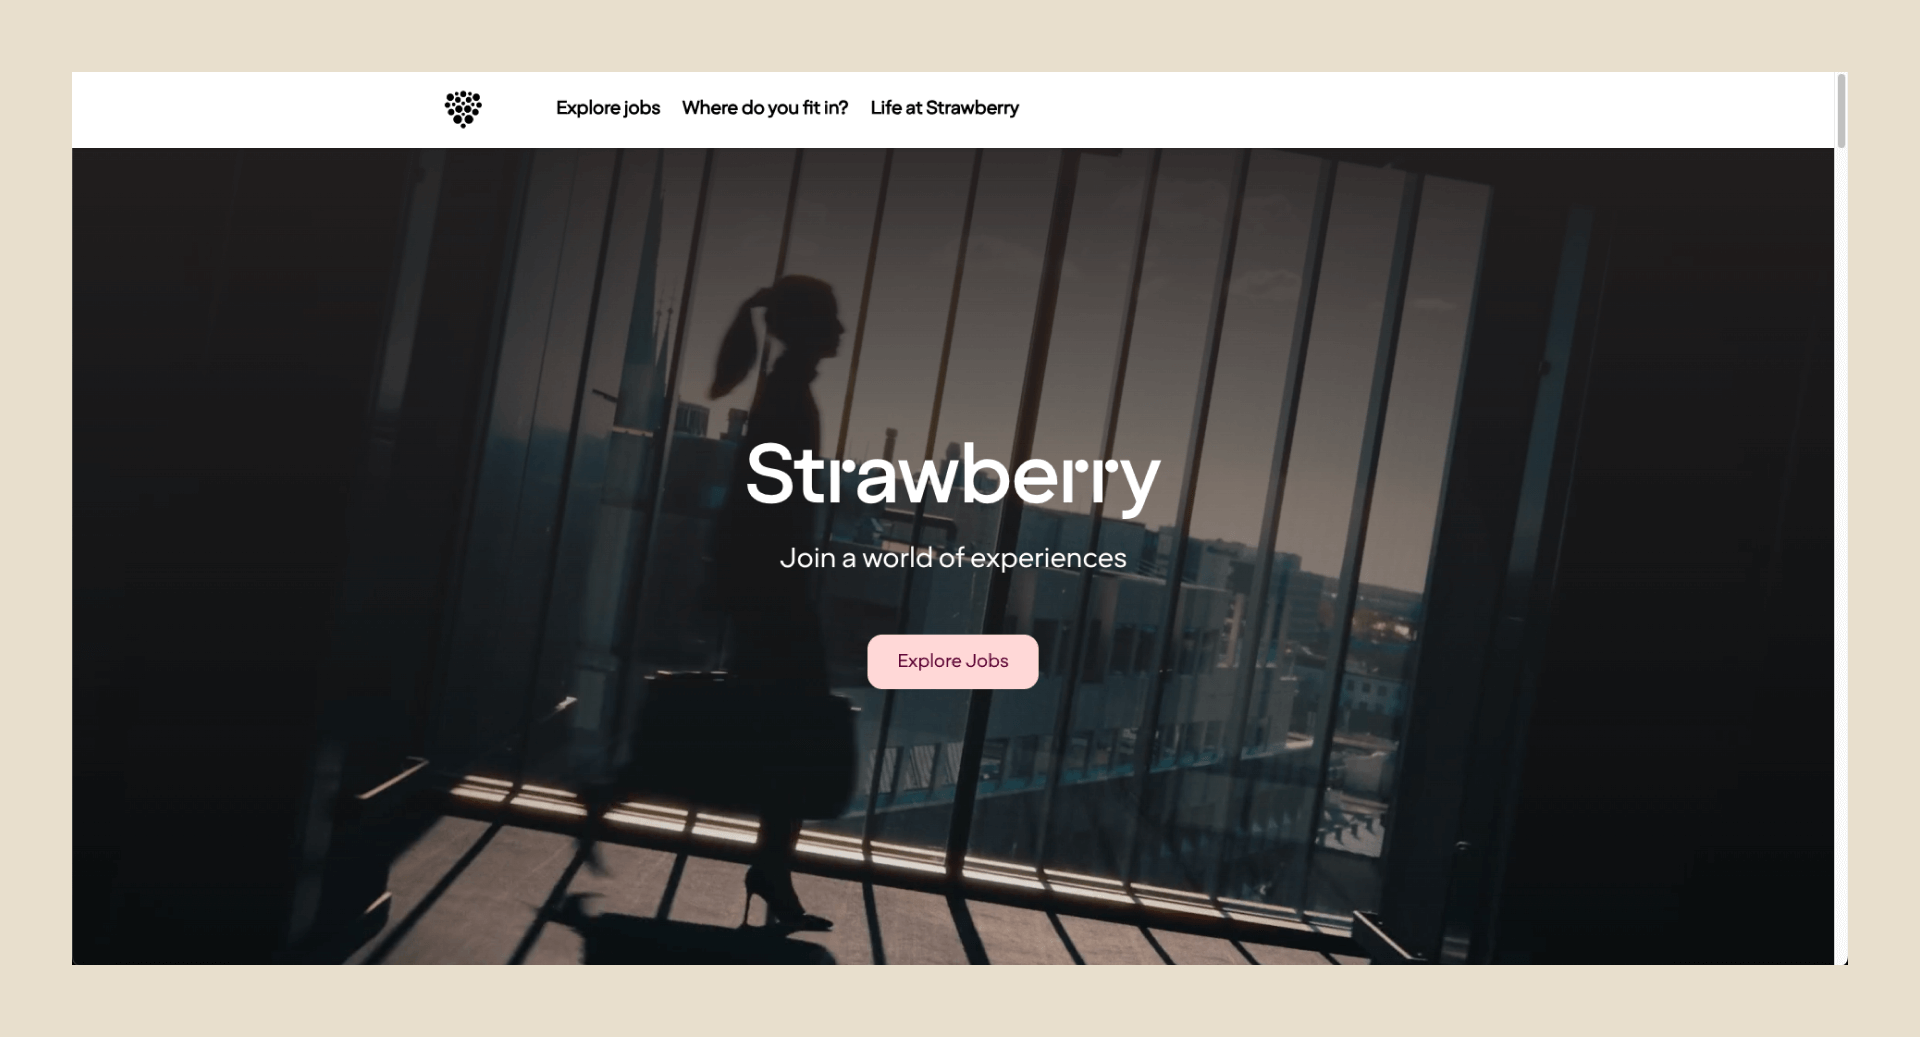 Explore jobs Where do you fit in? Life at Strawberry
Strawberry
Join a world of experiences
Explore Jobs